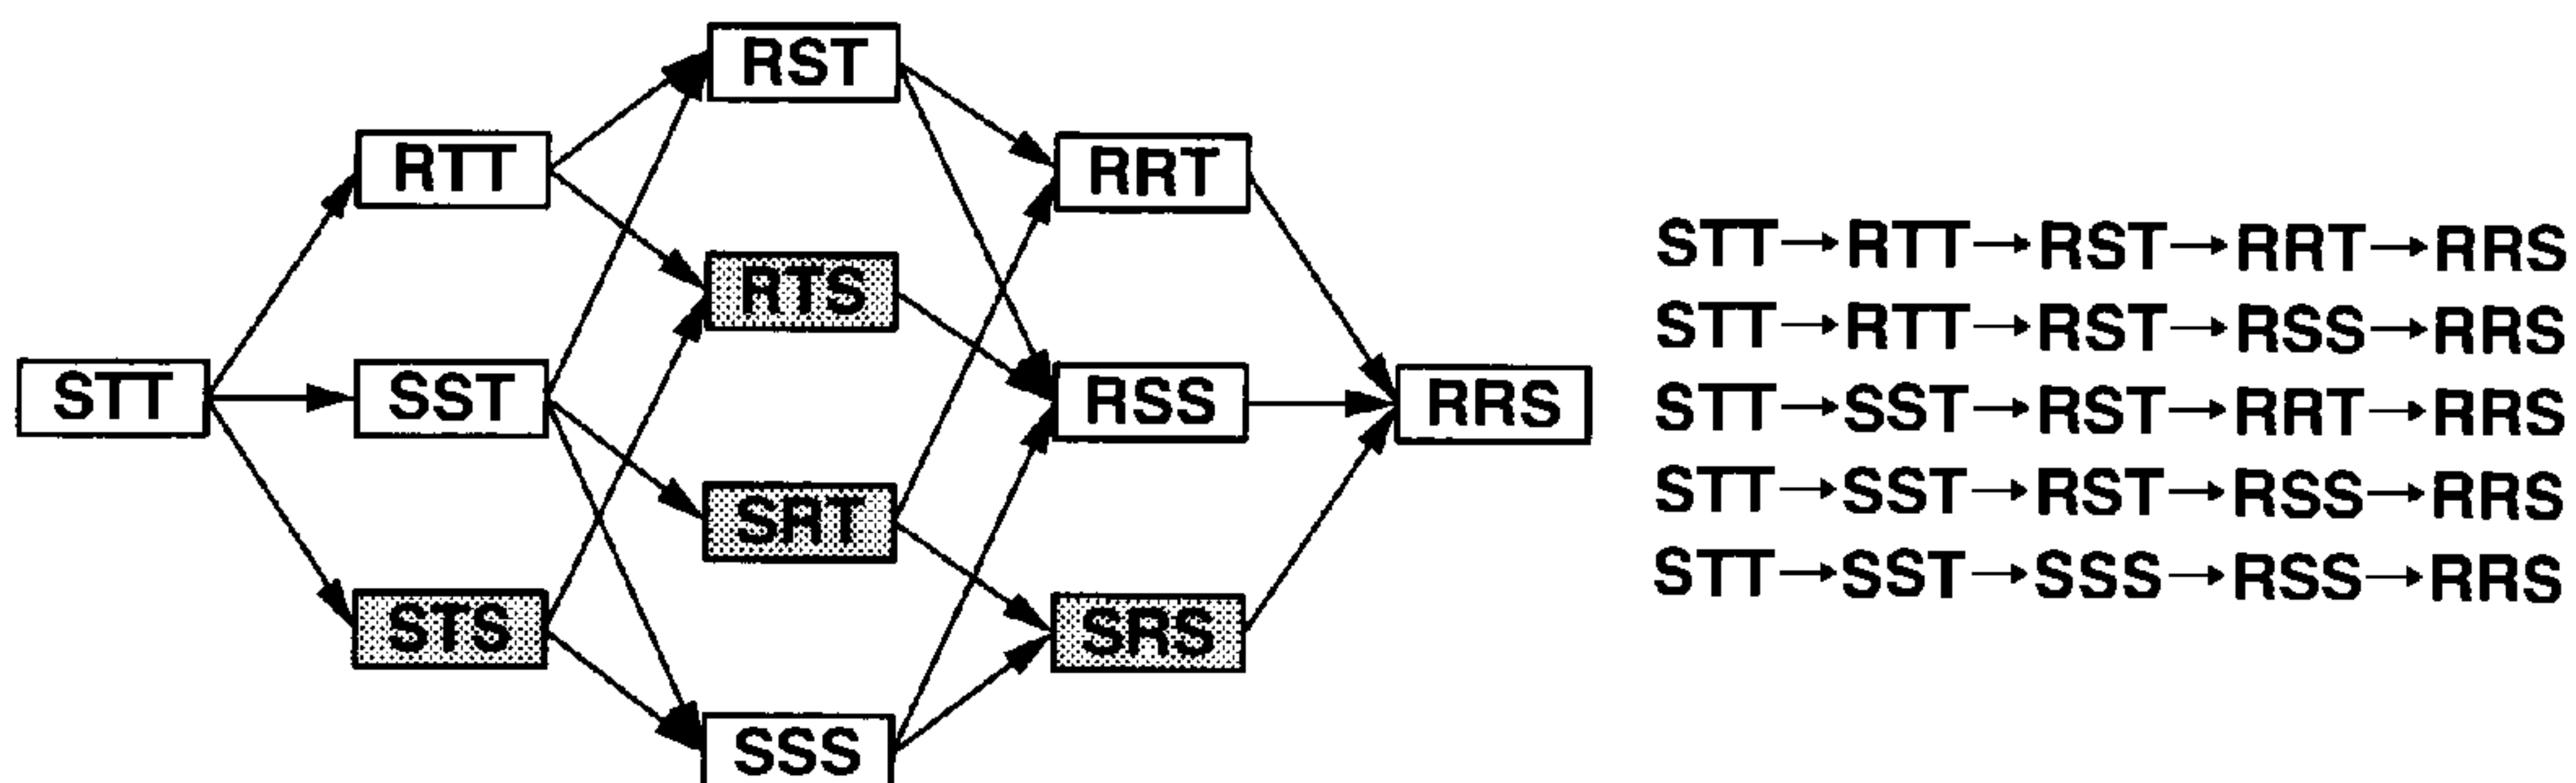 RST
RTT
RRT
RTS
STT
SST
RSS
RRS
SRT
STS
SRS
SSS
STT→RTT→RST→RRT→RRS
STT→RTT→RST→RSS→RRS
STT→SST→RST→RRT→RRS
STT→SST→RST→RSS→RRS
STT→SST→SSS→RSS→RRS